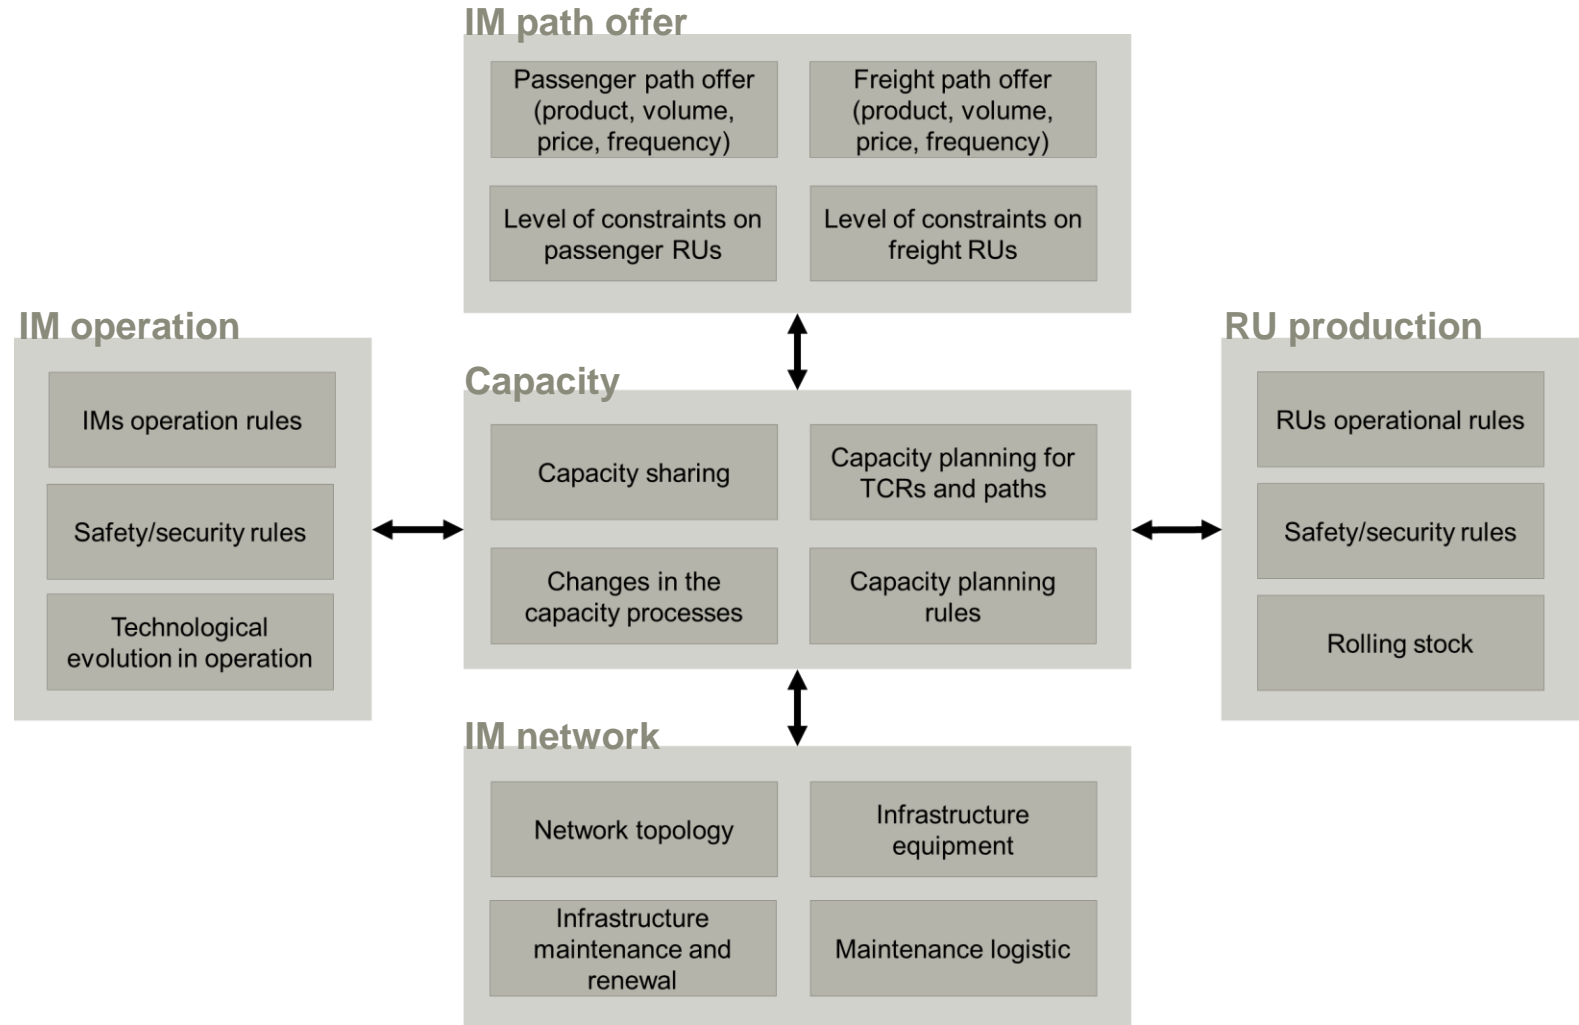 IM path offer
Passenger path offer
(product, volume,
price, frequency)
Freight path offer
(product, volume,
price, frequency)
Level of constraints on
passenger RUs
Level of constraints on
freight RUs
IM operation
IMs operation rules
Safety/security rules
Technological
evolution in operation
Capacity
Capacity sharing
Capacity planning for
TCRs and paths
Changes in the
capacity processes
Capacity planning
rules
RU production
RUs operational rules
Safety/security rules
Rolling stock
IM network
Network topology
Infrastructure
equipment
Infrastructure
maintenance and
renewal
Maintenance logistic